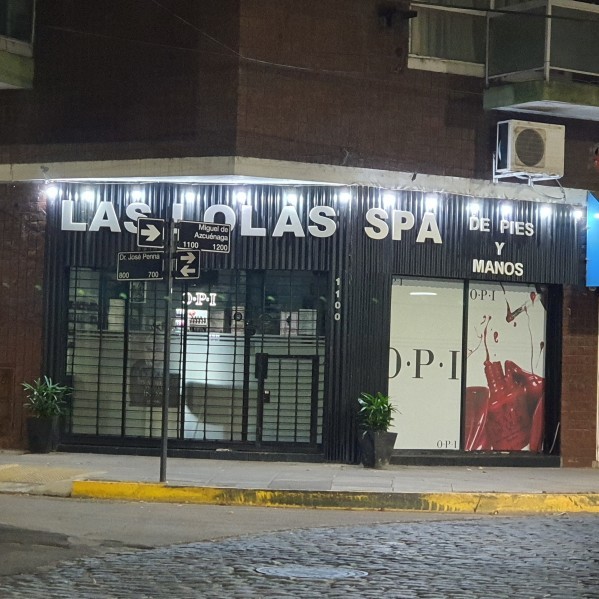 LAS LOLAS SPA
DE PIES
Y
MANOS
Miguel de
Azcuénaga
1100 1200
Dr. José Penna
800 700
1100
O.P.I
O.P.I
O·P·I
O·P·I